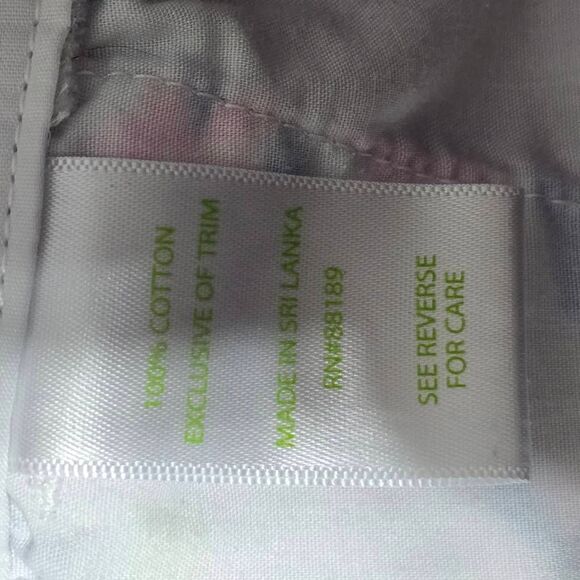 100% COTTON
EXCLUSIVE OF TRIM
MADE IN SRI LANKA
RN#88189
SEE REVERSE
FOR CARE